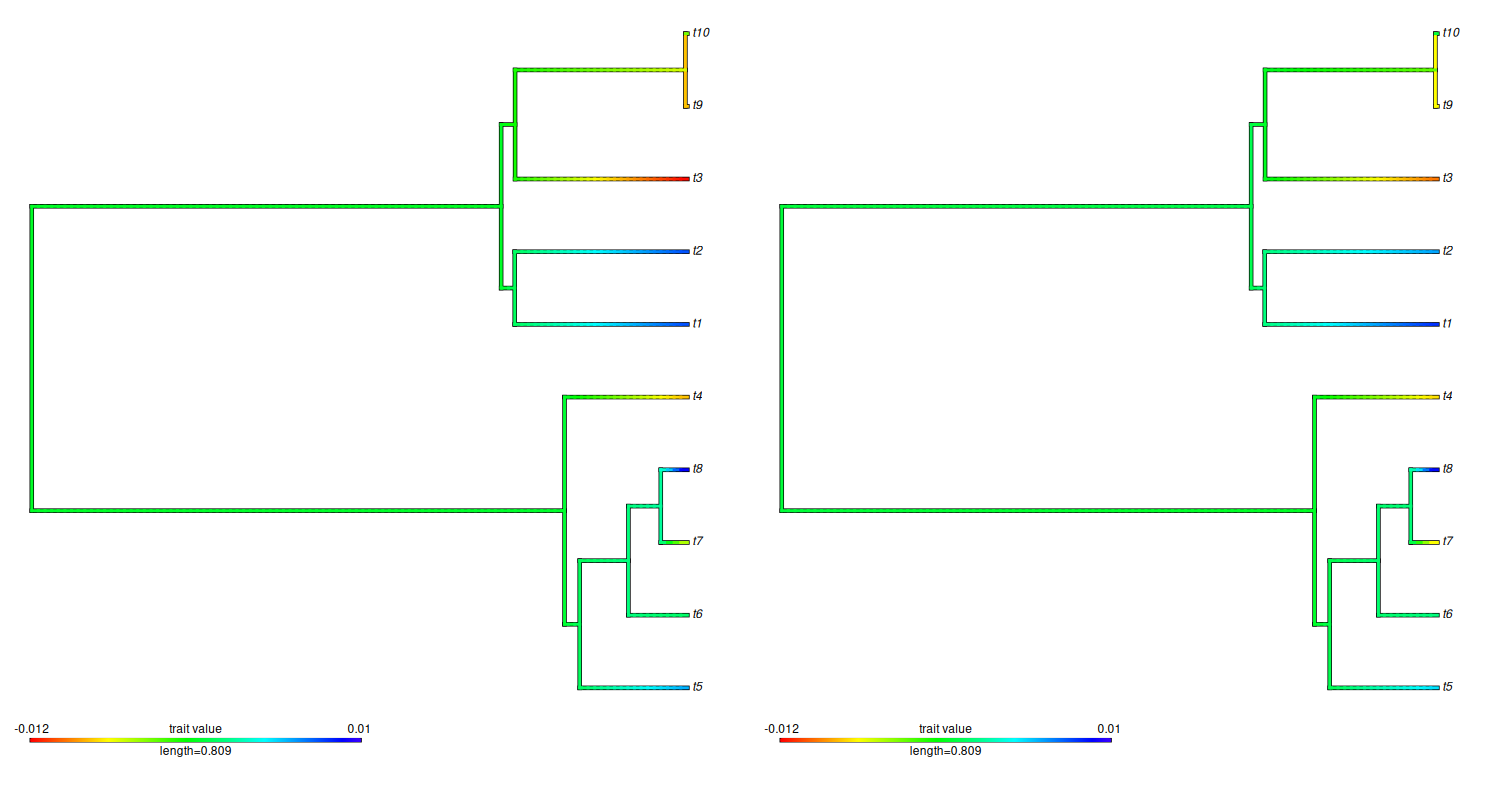 t10
t9
t3
t2
t1
t4
t8
t7
t6
t5
-0.012 trait value 0.01
length=0.809
t10
t9
t3
t2
t1
t4
t8
t7
t6
t5
-0.012 trait value 0.01
length=0.809